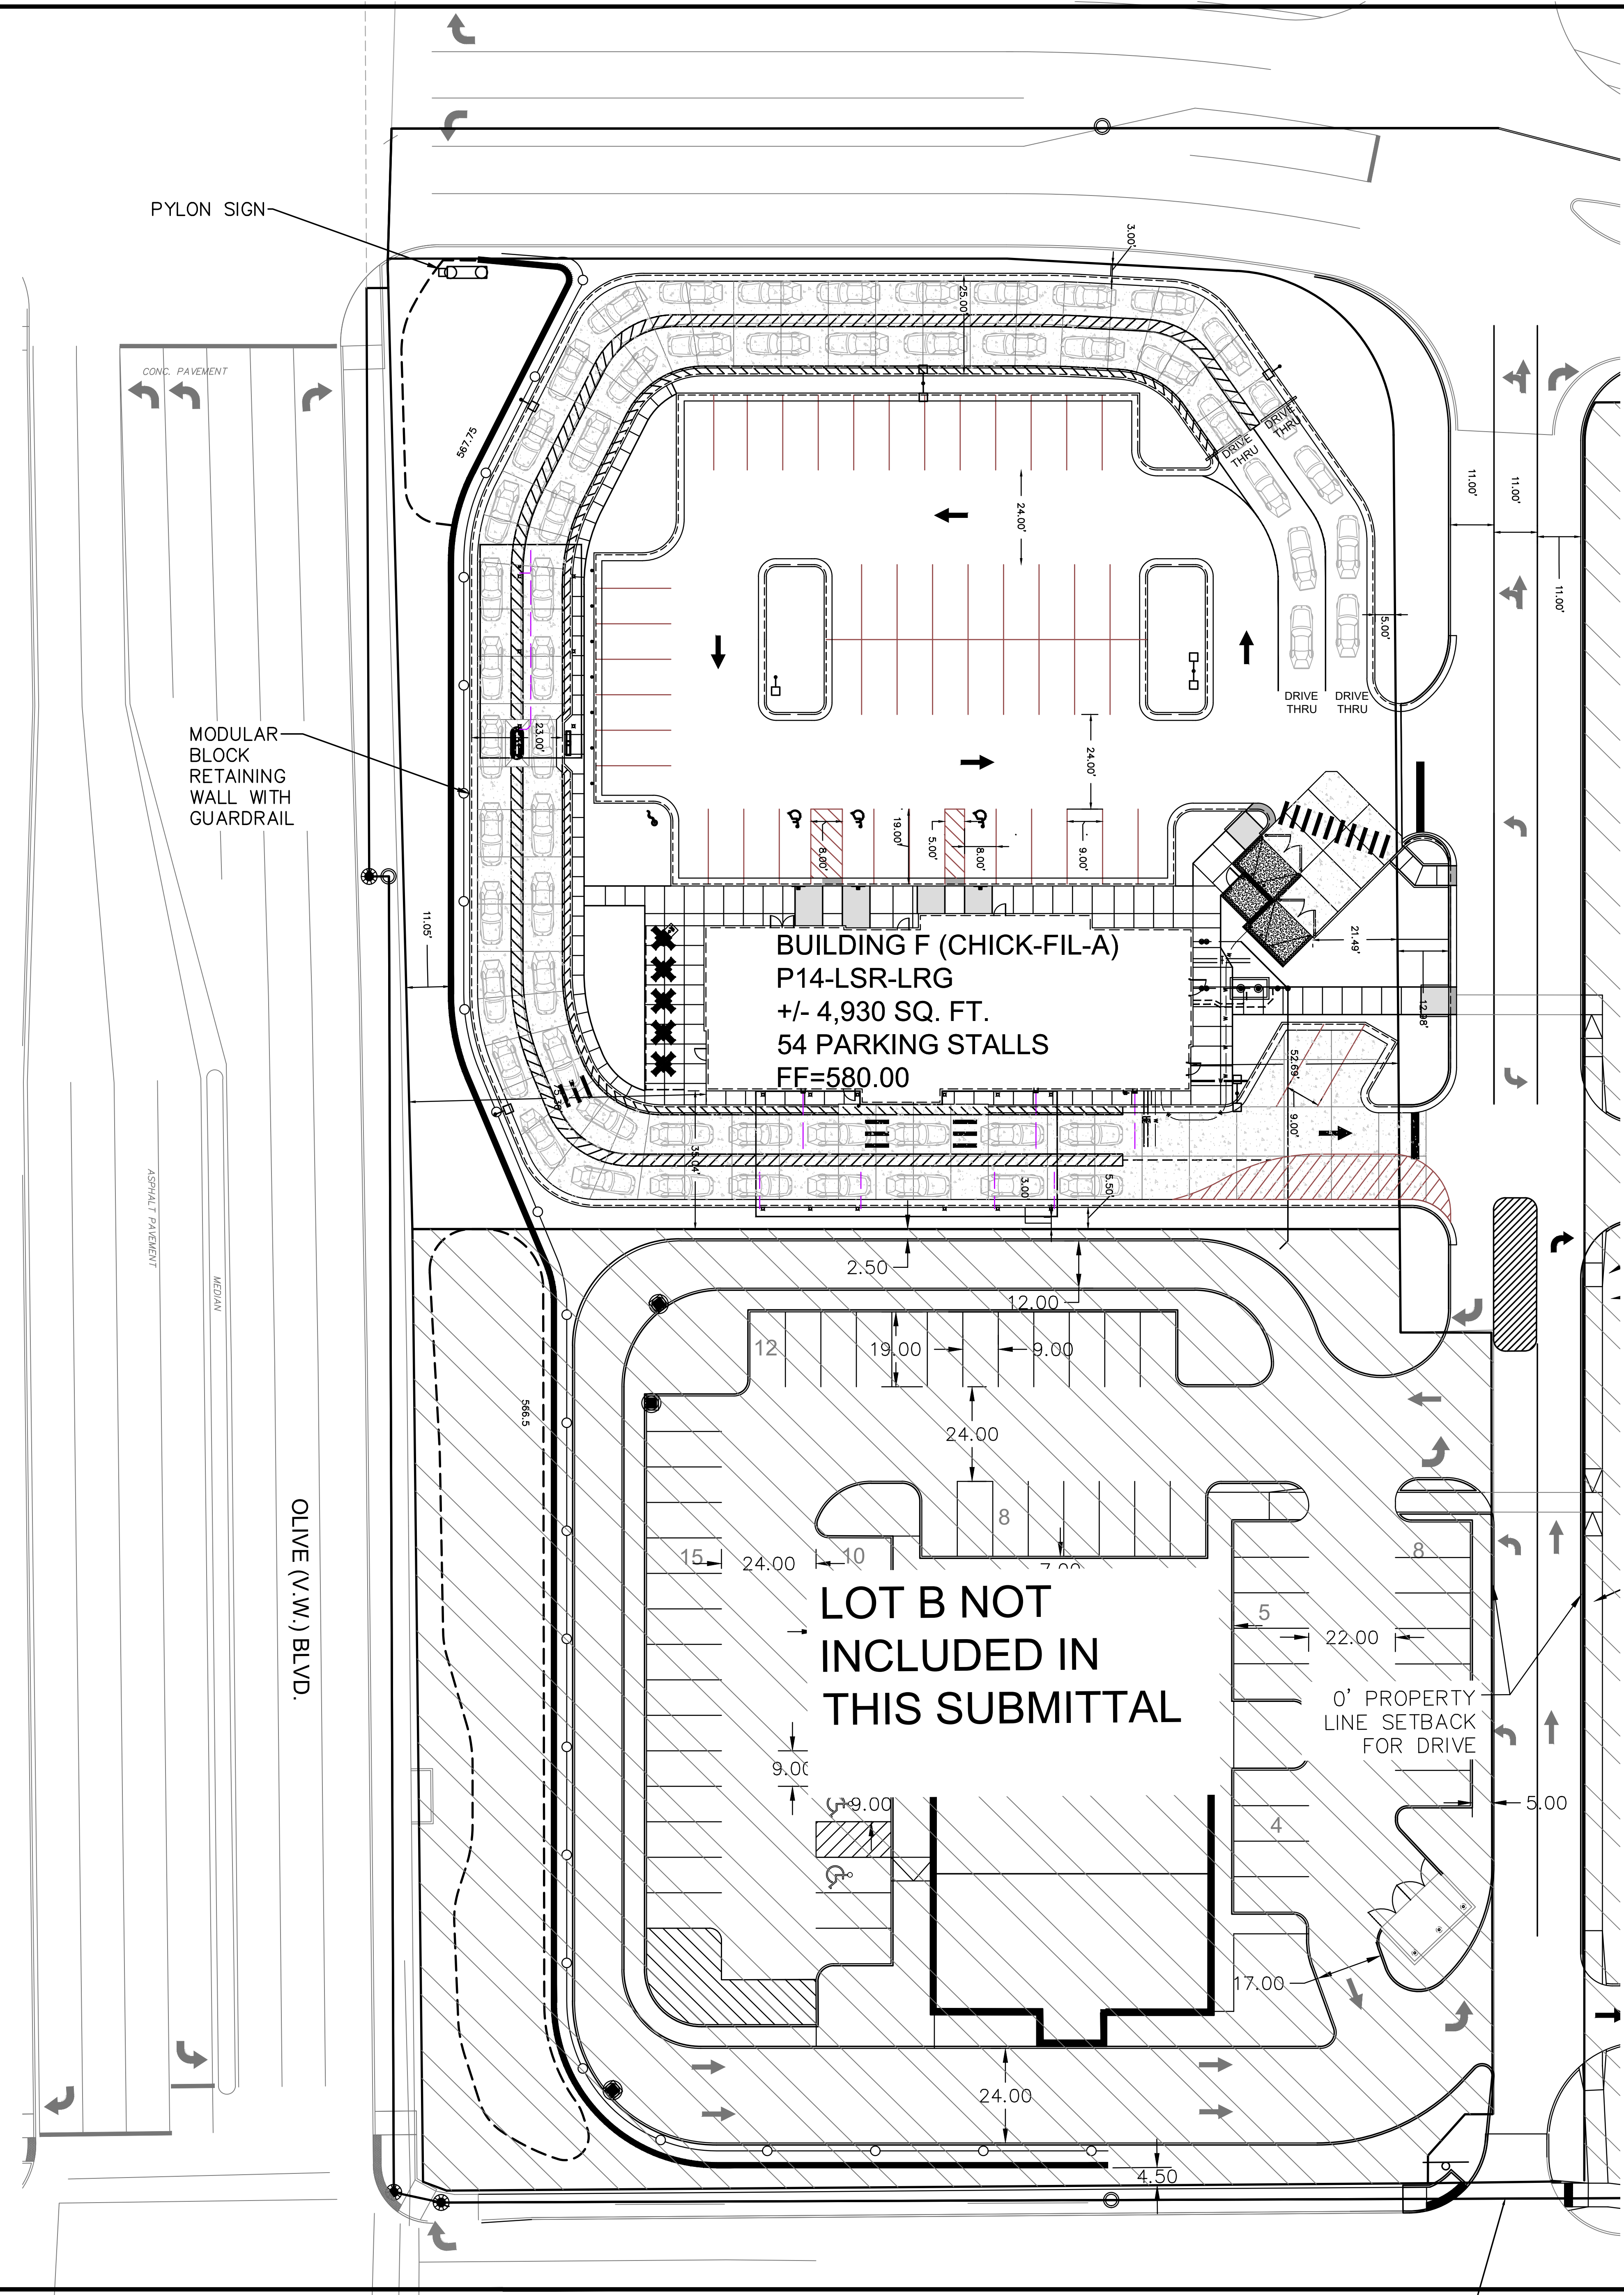 PYLON SIGN
3.00'
25.00'
CONC. PAVEMENT
567.75
DRIVE
THRU
DRIVE
THRU
11.00'
11.00'
11.00'
24.00'
5.00'
DRIVE
THRU
DRIVE
THRU
MODULAR
BLOCK
RETAINING
WALL WITH
GUARDRAIL
23.00'
24.00'
8.00'
19.00'
5.00'
8.00'
9.00'
11.05'
BUILDING F (CHICK-FIL-A)
P14-LSR-LRG
+/- 4,930 SQ. FT.
54 PARKING STALLS
FF=580.00
21.49'
12.98'
52.69'
9.00'
35.04'
3.00'
5.50'
ASPHALT PAVEMENT
MEDIAN
2.50
12.00
12
19.00
9.00
566.5
24.00
OLIVE (V.W.) BLVD.
8
15
24.00
10
7.00
8
LOT B NOT
INCLUDED IN
THIS SUBMITTAL
5
22.00
0' PROPERTY
LINE SETBACK
FOR DRIVE
9.00
9.00
4
5.00
17.00
24.00
4.50